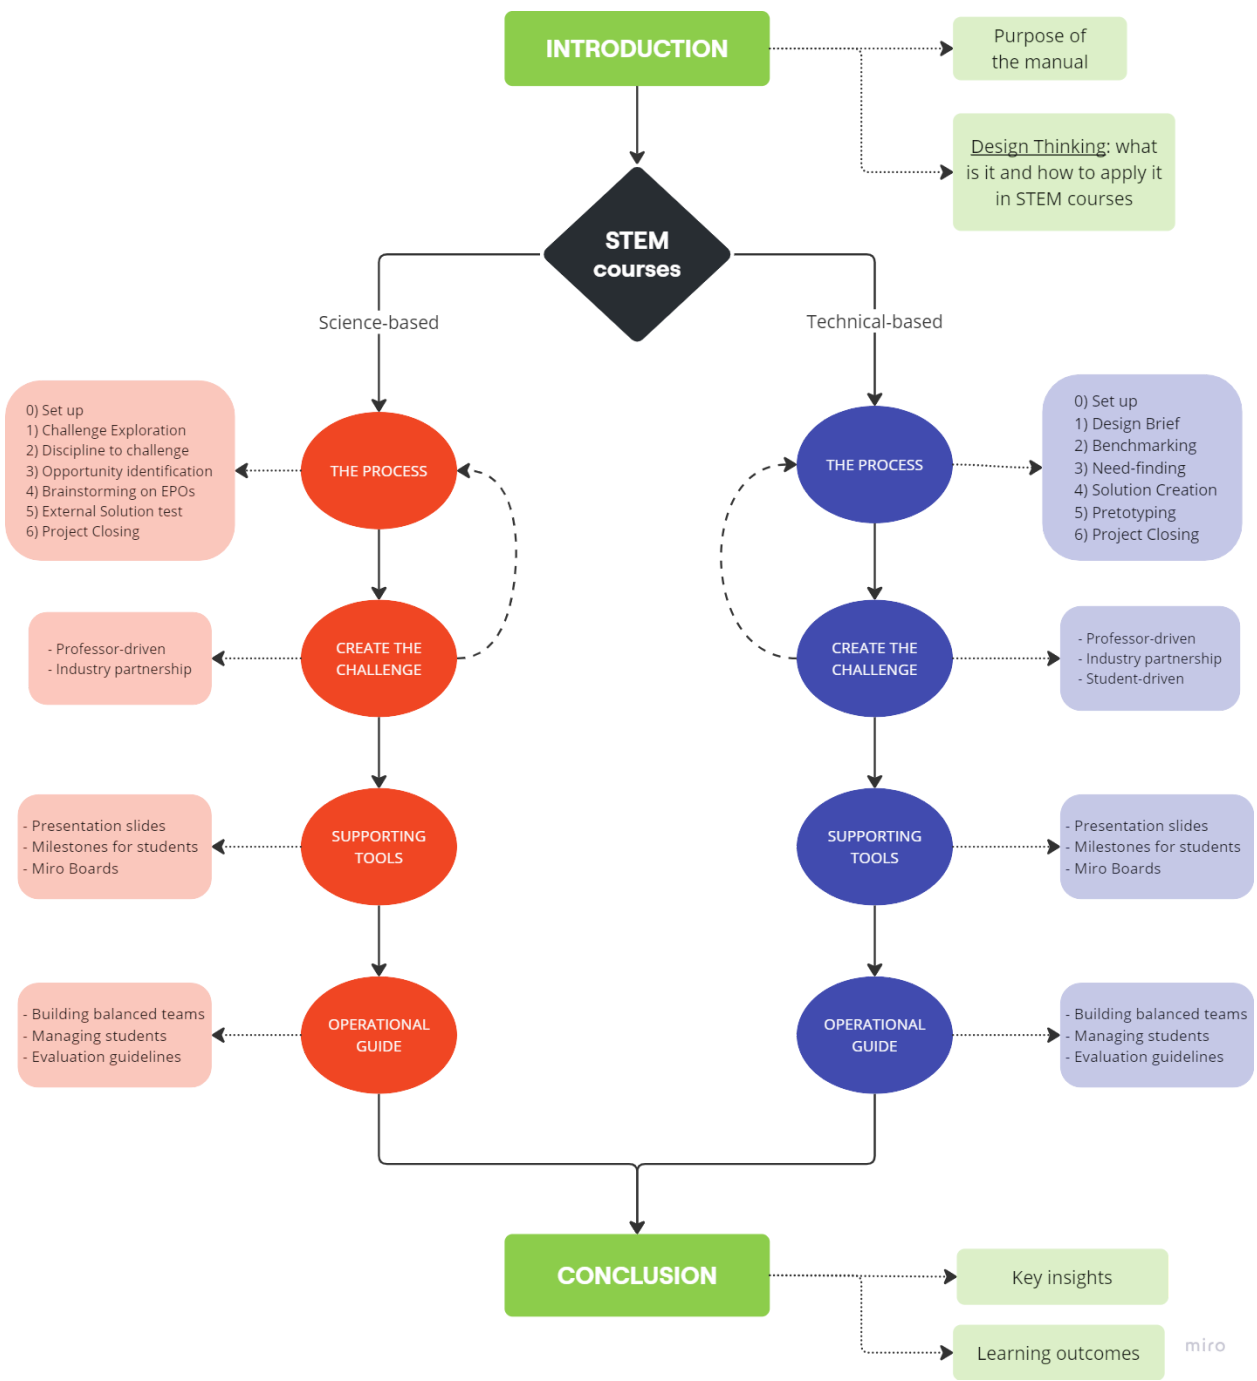 INTRODUCTION
Purpose of
the manual
Design Thinking: what
is it and how to apply it
in STEM courses
STEM
courses
Science-based
Technical-based
0) Set up
1) Challenge Exploration
2) Discipline to challenge
3) Opportunity identification
4) Brainstorming on EPOs
5) External Solution test
6) Project Closing
THE PROCESS
THE PROCESS
0) Set up
1) Design Brief
2) Benchmarking
3) Need-finding
4) Solution Creation
5) Pretotyping
6) Project Closing
- Professor-driven
- Industry partnership
CREATE THE
CHALLENGE
CREATE THE
CHALLENGE
- Professor-driven
- Industry partnership
- Student-driven
- Presentation slides
- Milestones for students
- Miro Boards
SUPPORTING
TOOLS
SUPPORTING
TOOLS
- Presentation slides
- Milestones for students
- Miro Boards
- Building balanced teams
- Managing students
- Evaluation guidelines
OPERATIONAL
GUIDE
OPERATIONAL
GUIDE
- Building balanced teams
- Managing students
- Evaluation guidelines
CONCLUSION
Key insights
Learning outcomes
miro